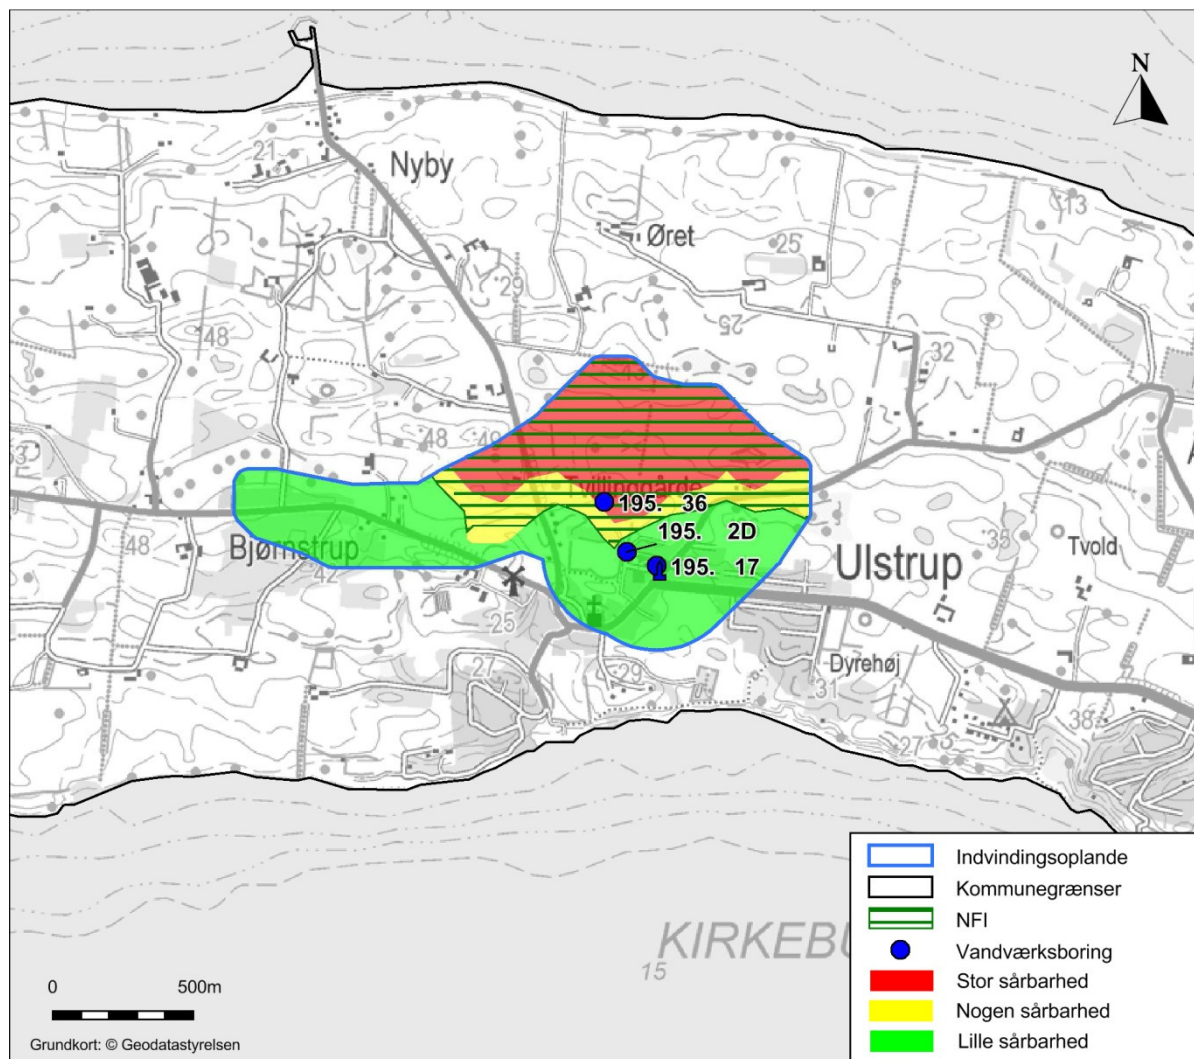 N
21
Nyby
Øret
25
13
29
25
48
32
48
48
195. 36
195. 2D
195. 17
Bjørnstrup
42
48
Ulstrup
35
Tvold
25
27
29
Dyrehøj
31
38
27
KIRKEBU
15
0 500m
Grundkort: © Geodatastyrelsen
Indvindingsoplande
Kommunegrænser
NFI
Vandværksboring
Stor sårbarhed
Nogen sårbarhed
Lille sårbarhed